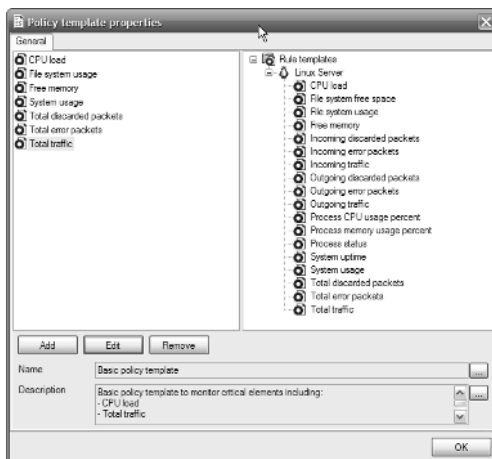 Policy template properties
General
CPU load
File system usage
Free memory
System usage
Total discarded packets
Total error packets
Total traffic
Rule templates
Linux Server
CPU load
File system free space
File system usage
Free memory
Incoming discarded packets
Incoming error packets
Incoming traffic
Outgoing discarded packets
Outgoing error packets
Outgoing traffic
Process CPU usage percent
Process memory usage percent
Process status
System uptime
System usage
Total discarded packets
Total error packets
Total traffic
Add Edit Remove
Name Basic policy template ...
Description Basic policy template to monitor critical elements including: ...
- CPU load
- Total traffic
OK